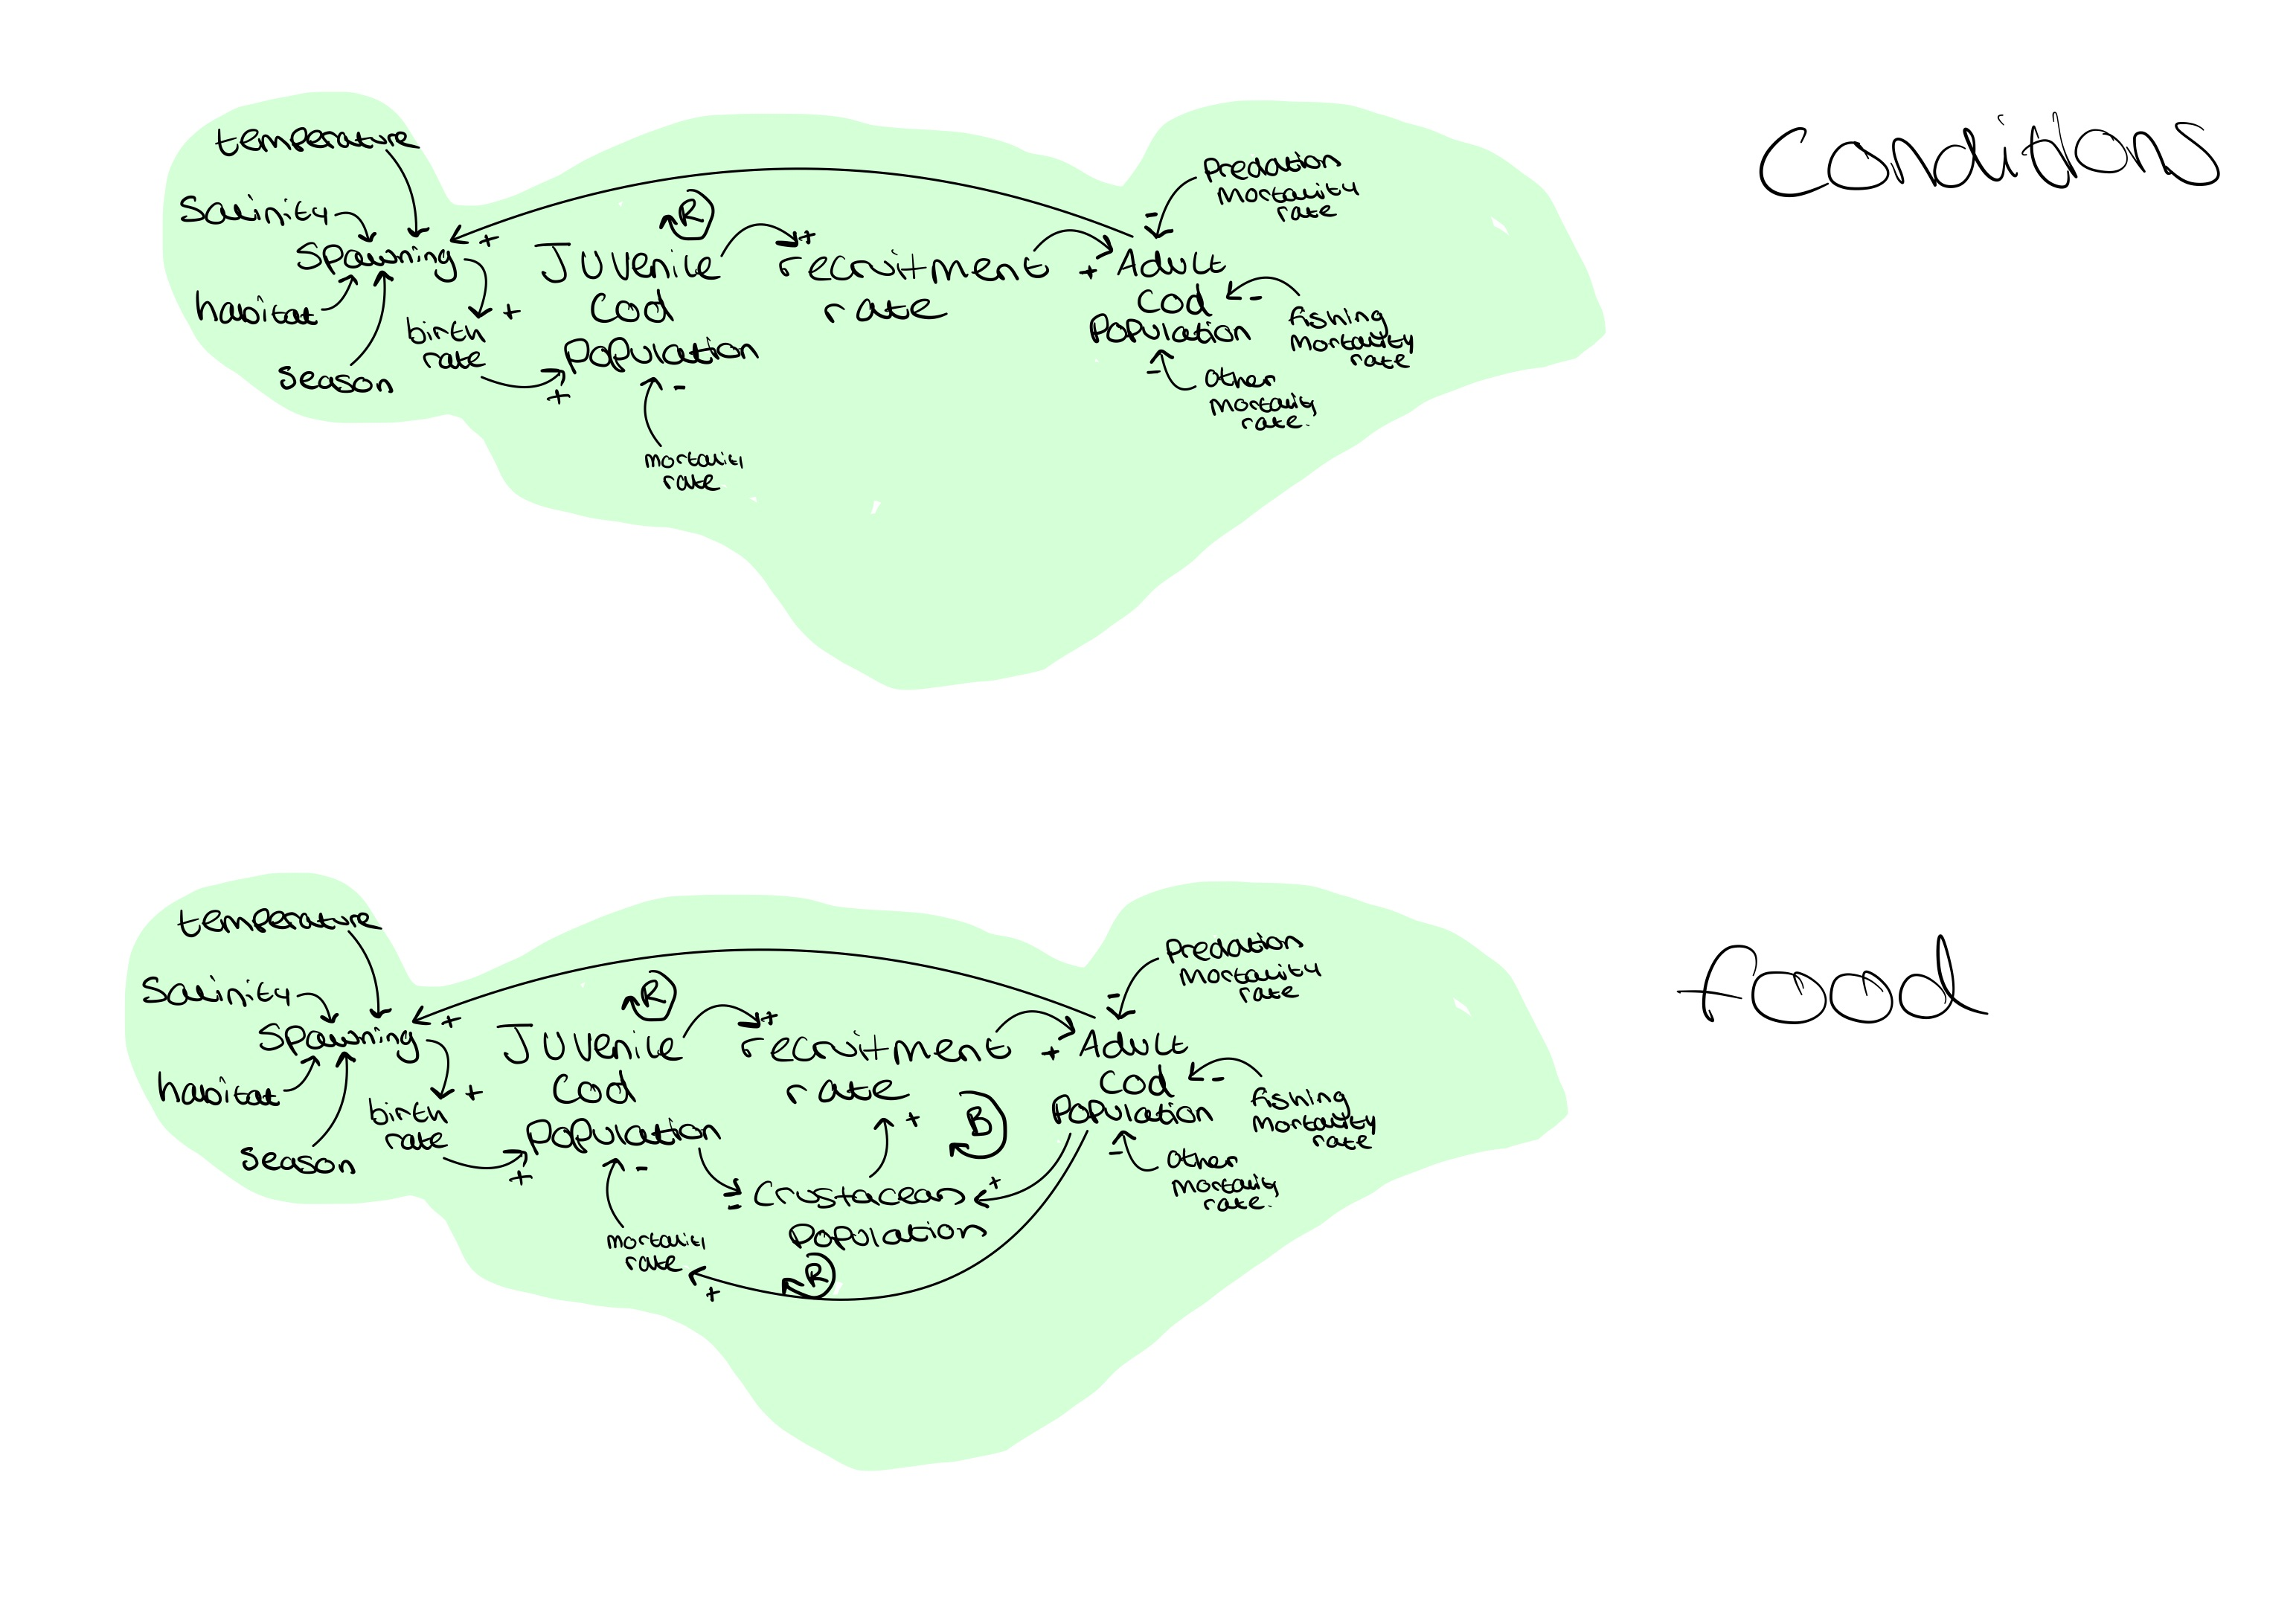 Conditions
temperature
Salinity
Spawning
habitat
Season
birth
rate
+
+
+
R
Juvenile
Cod
population
-
mortality
rate
+
recruitment
rate
+
Adult
Cod
Population
-
Predation
Mortality
rate
-
fishing
Mortality
rate
-
Other
Mortality
rate.
food
temperature
Salinity
Spawning
habitat
Season
birth
rate
+
+
+
R
Juvenile
Cod
population
-
mortality
rate
+
+
recruitment
rate
+
B
+
Adult
Cod
Population
-
Predation
Mortality
rate
-
fishing
Mortality
rate
-
Other
Mortality
rate.
-
Crustacean
Population
+
R